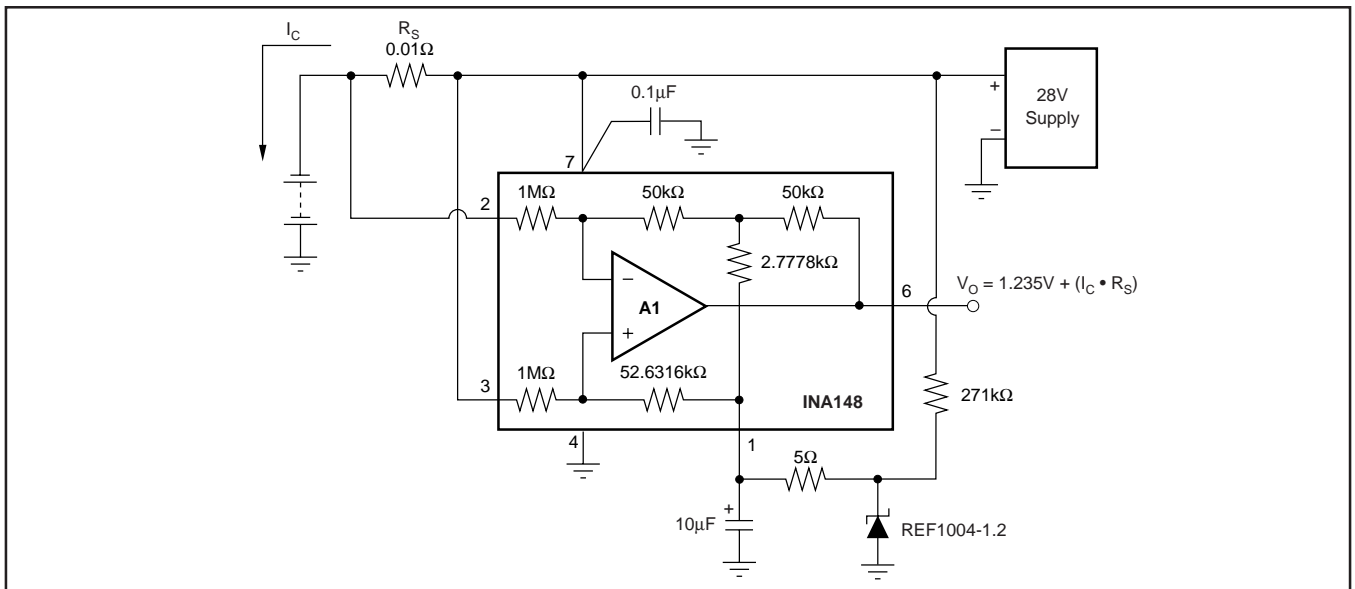 I_C
R_S
0.01Ω
0.1μF
28V
Supply
+
−
7
1MΩ
50kΩ
50kΩ
2
2.7778kΩ
−
A1
+
6
V_O = 1.235V + (I_C • R_S)
1MΩ
52.6316kΩ
3
INA148
271kΩ
4
1
5Ω
+
10μF
REF1004-1.2